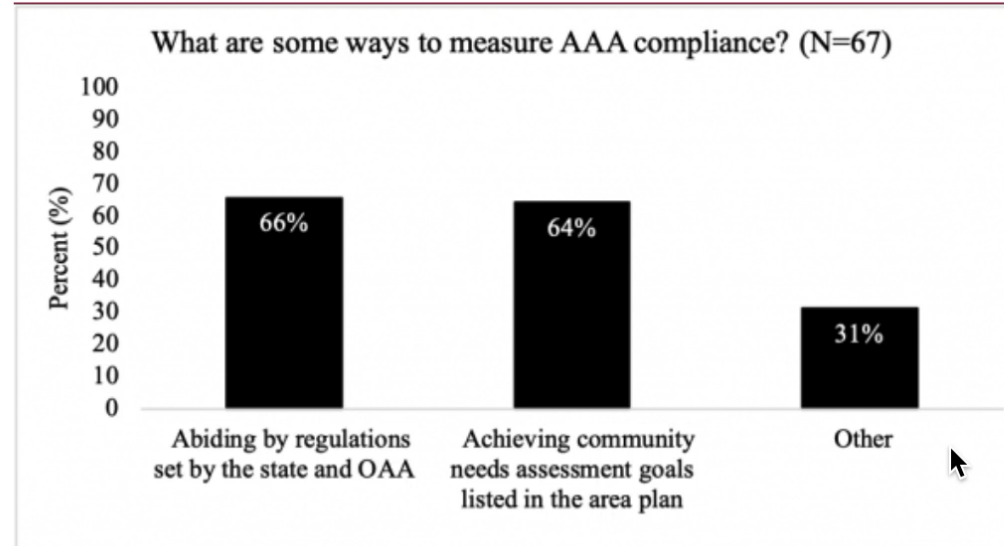 What are some ways to measure AAA compliance? (N=67)
Percent (%)
100
90
80
70
60
50
40
30
20
10
0
66%
64%
31%
Abiding by regulations
set by the state and OAA
Achieving community
needs assessment goals
listed in the area plan
Other